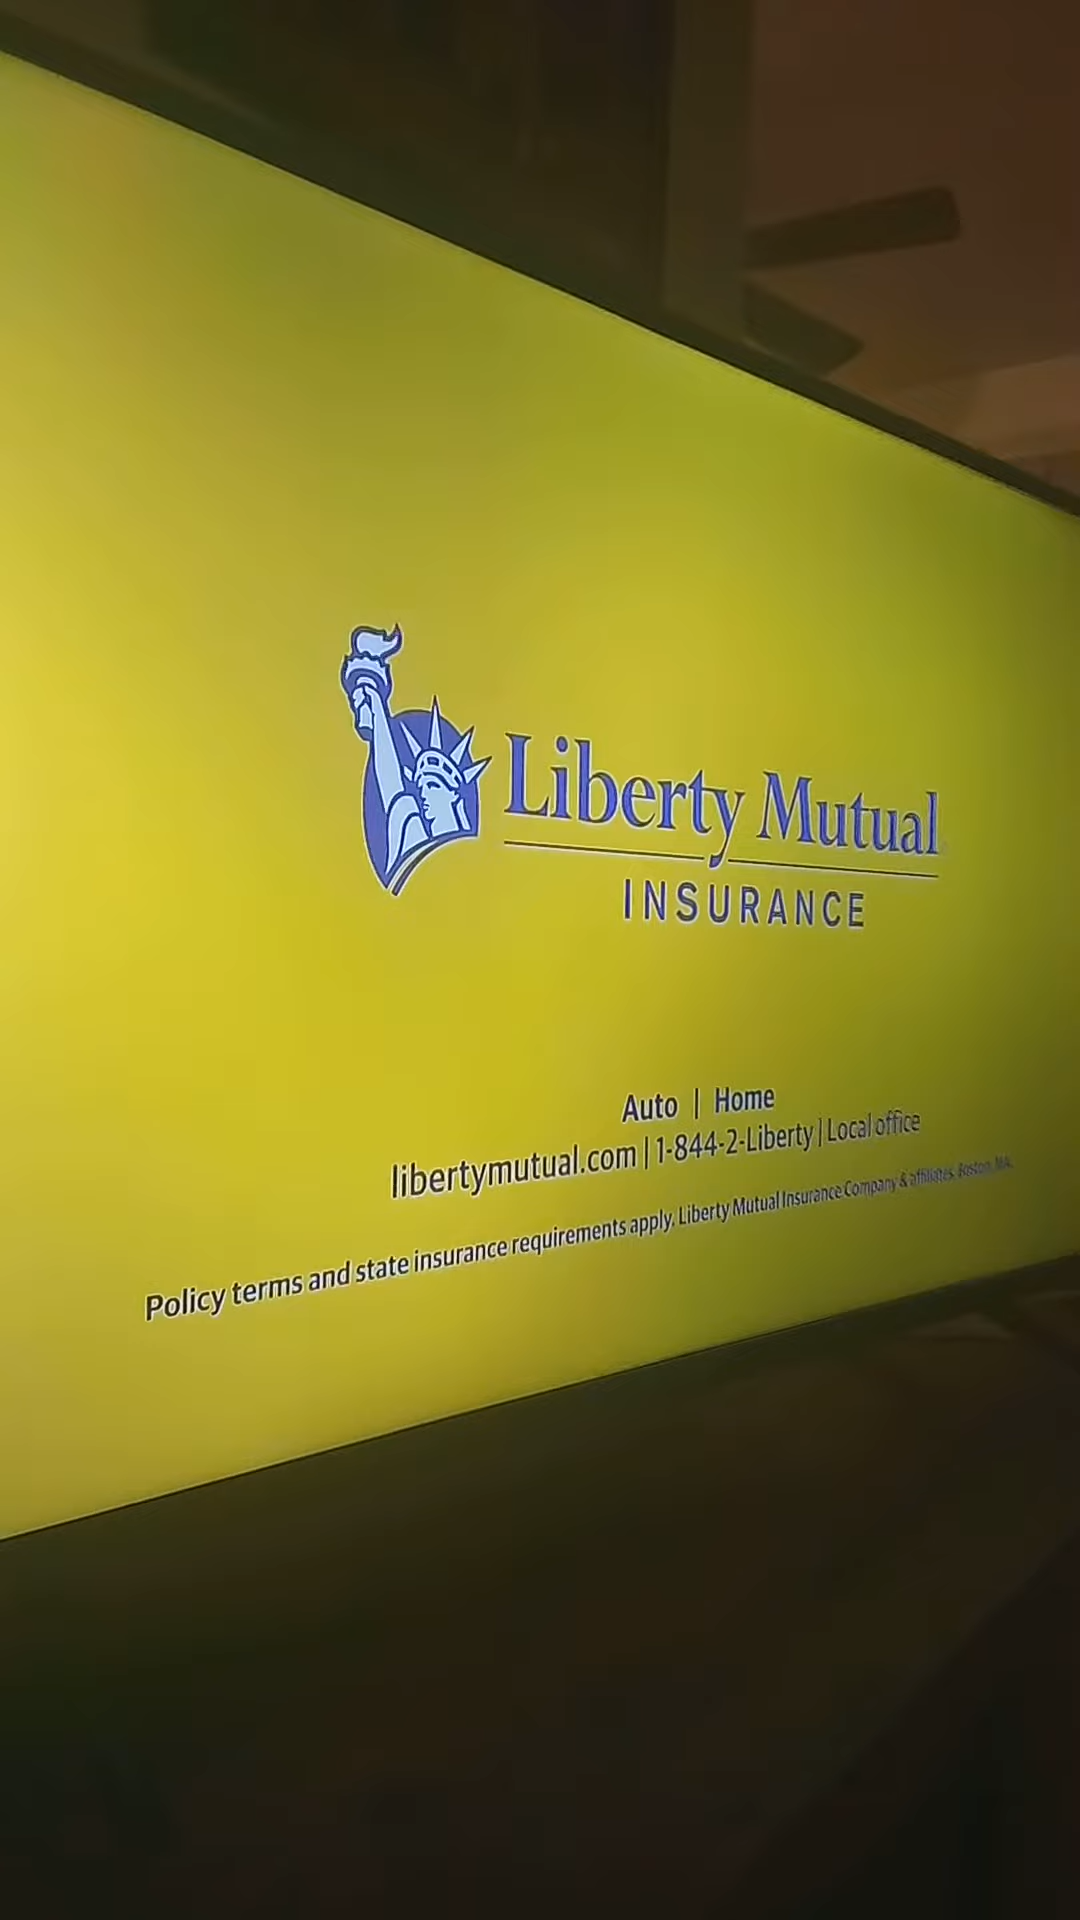 Liberty Mutual
INSURANCE
Auto | Home
libertymutual.com | 1-844-2-Liberty | Local office
Policy terms and state insurance requirements apply. Liberty Mutual Insurance Company & affiliates, Boston, MA.